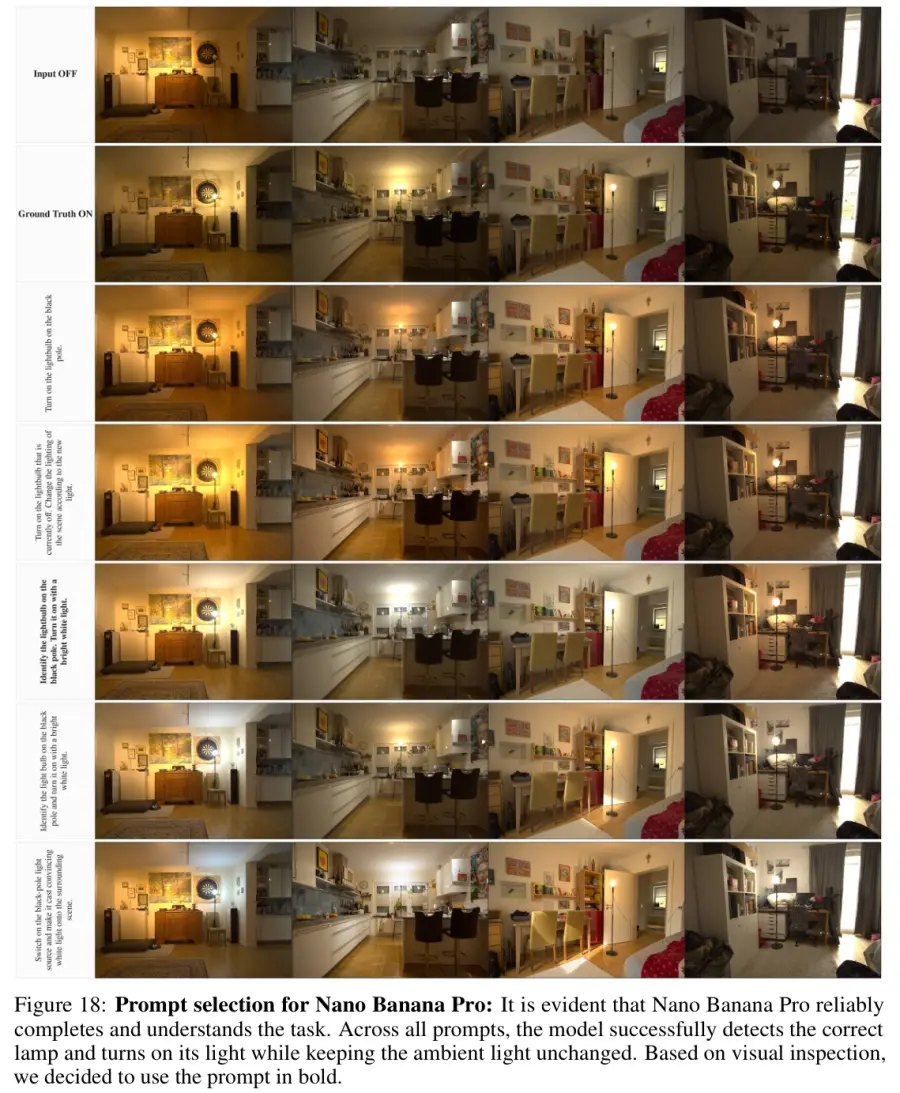 Input OFF
Ground Truth ON
Turn on the lightbulb on the black
pole.
Turn on the lightbulb that is
currently off. Change the lighting of
the scene according to the new
light.
Identify the lightbulb on the
black pole. Turn it on with a
bright white light.
Identify the light bulb on the black
pole and turn it on with a bright
white light.
Switch on the black-pole light
source and make it cast convincing
white light onto the surrounding
scene.
Figure 18: Prompt selection for Nano Banana Pro: It is evident that Nano Banana Pro reliably
completes and understands the task. Across all prompts, the model successfully detects the correct
lamp and turns on its light while keeping the ambient light unchanged. Based on visual inspection,
we decided to use the prompt in bold.